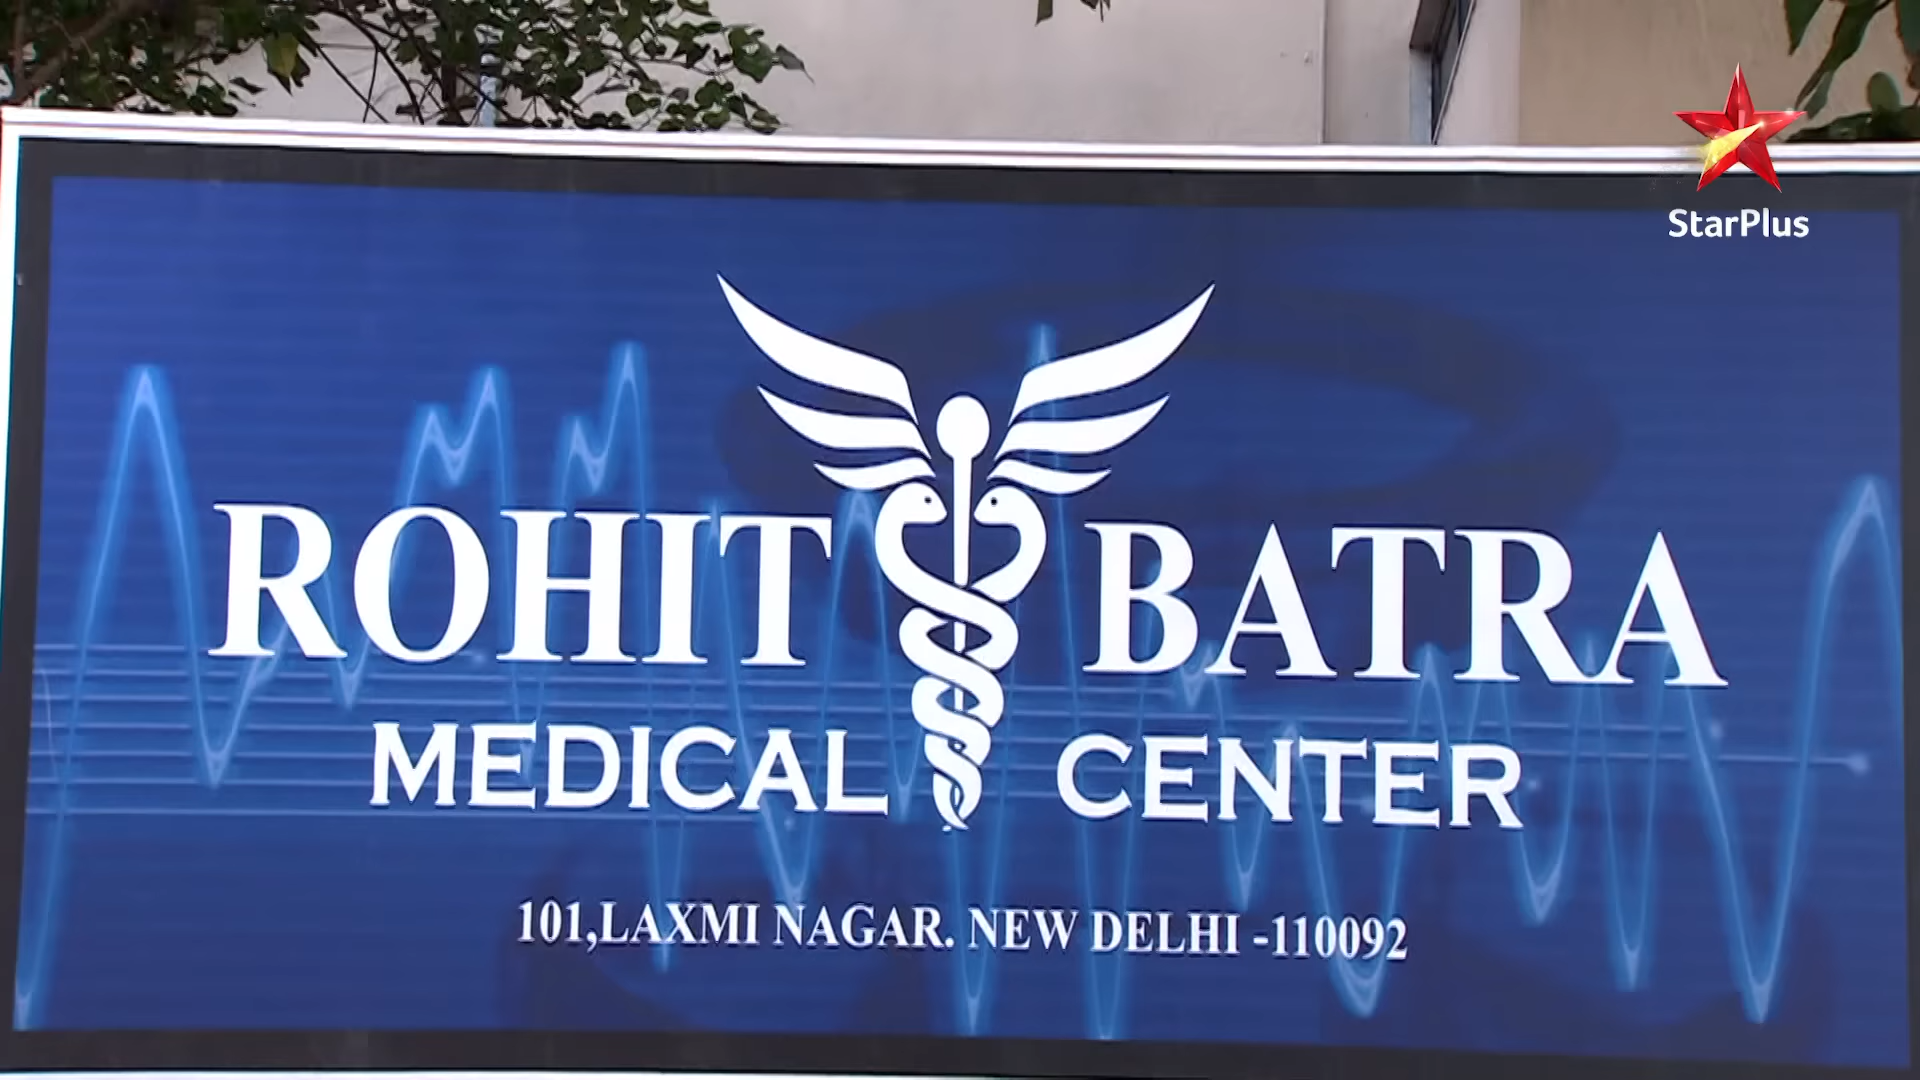 StarPlus
ROHIT BATRA
MEDICAL CENTER
101,LAXMI NAGAR. NEW DELHI -110092